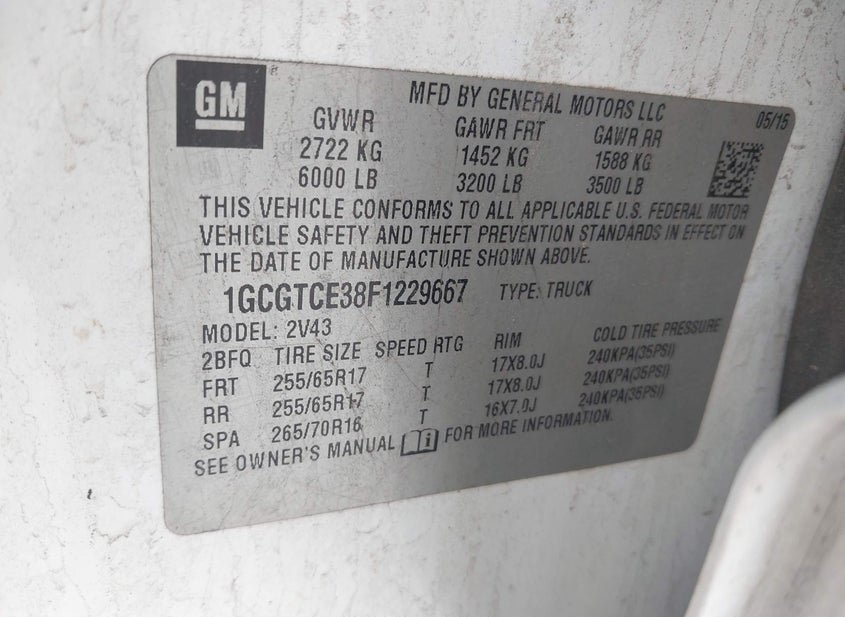 GM
MFD BY GENERAL MOTORS LLC 05/15
GVWR GAWR FRT GAWR RR
2722 KG 1452 KG 1588 KG
6000 LB 3200 LB 3500 LB
THIS VEHICLE CONFORMS TO ALL APPLICABLE U.S. FEDERAL MOTOR
VEHICLE SAFETY AND THEFT PREVENTION STANDARDS IN EFFECT ON
THE DATE OF MANUFACTURE SHOWN ABOVE.
1GCGTCE38F1229667 TYPE: TRUCK
MODEL: 2V43
2BFQ TIRE SIZE SPEED RTG RIM COLD TIRE PRESSURE
FRT 255/65R17 T 17X8.0J 240KPA(35PSI)
RR 255/65R17 T 17X8.0J 240KPA(35PSI)
SPA 265/70R16 T 16X7.0J 240KPA(35PSI)
SEE OWNER'S MANUAL FOR MORE INFORMATION.